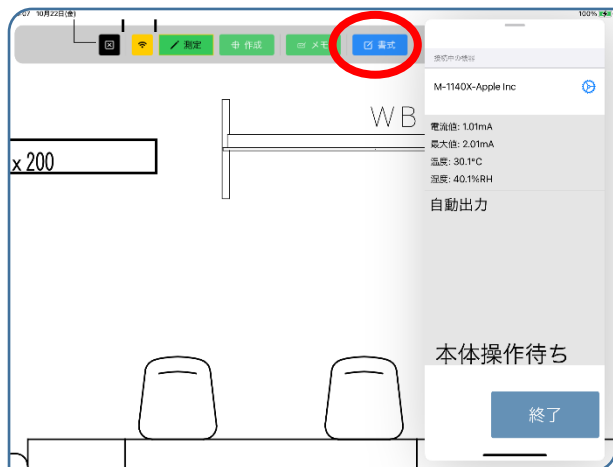 10月22日(金)
100%
測定
作成
メモ
書式
接続中の機器
M-1140X-Apple Inc
電流値: 1.01mA
最大値: 2.01mA
温度: 30.1°C
湿度: 40.1%RH
自動出力
WB
x 200
本体操作待ち
終了